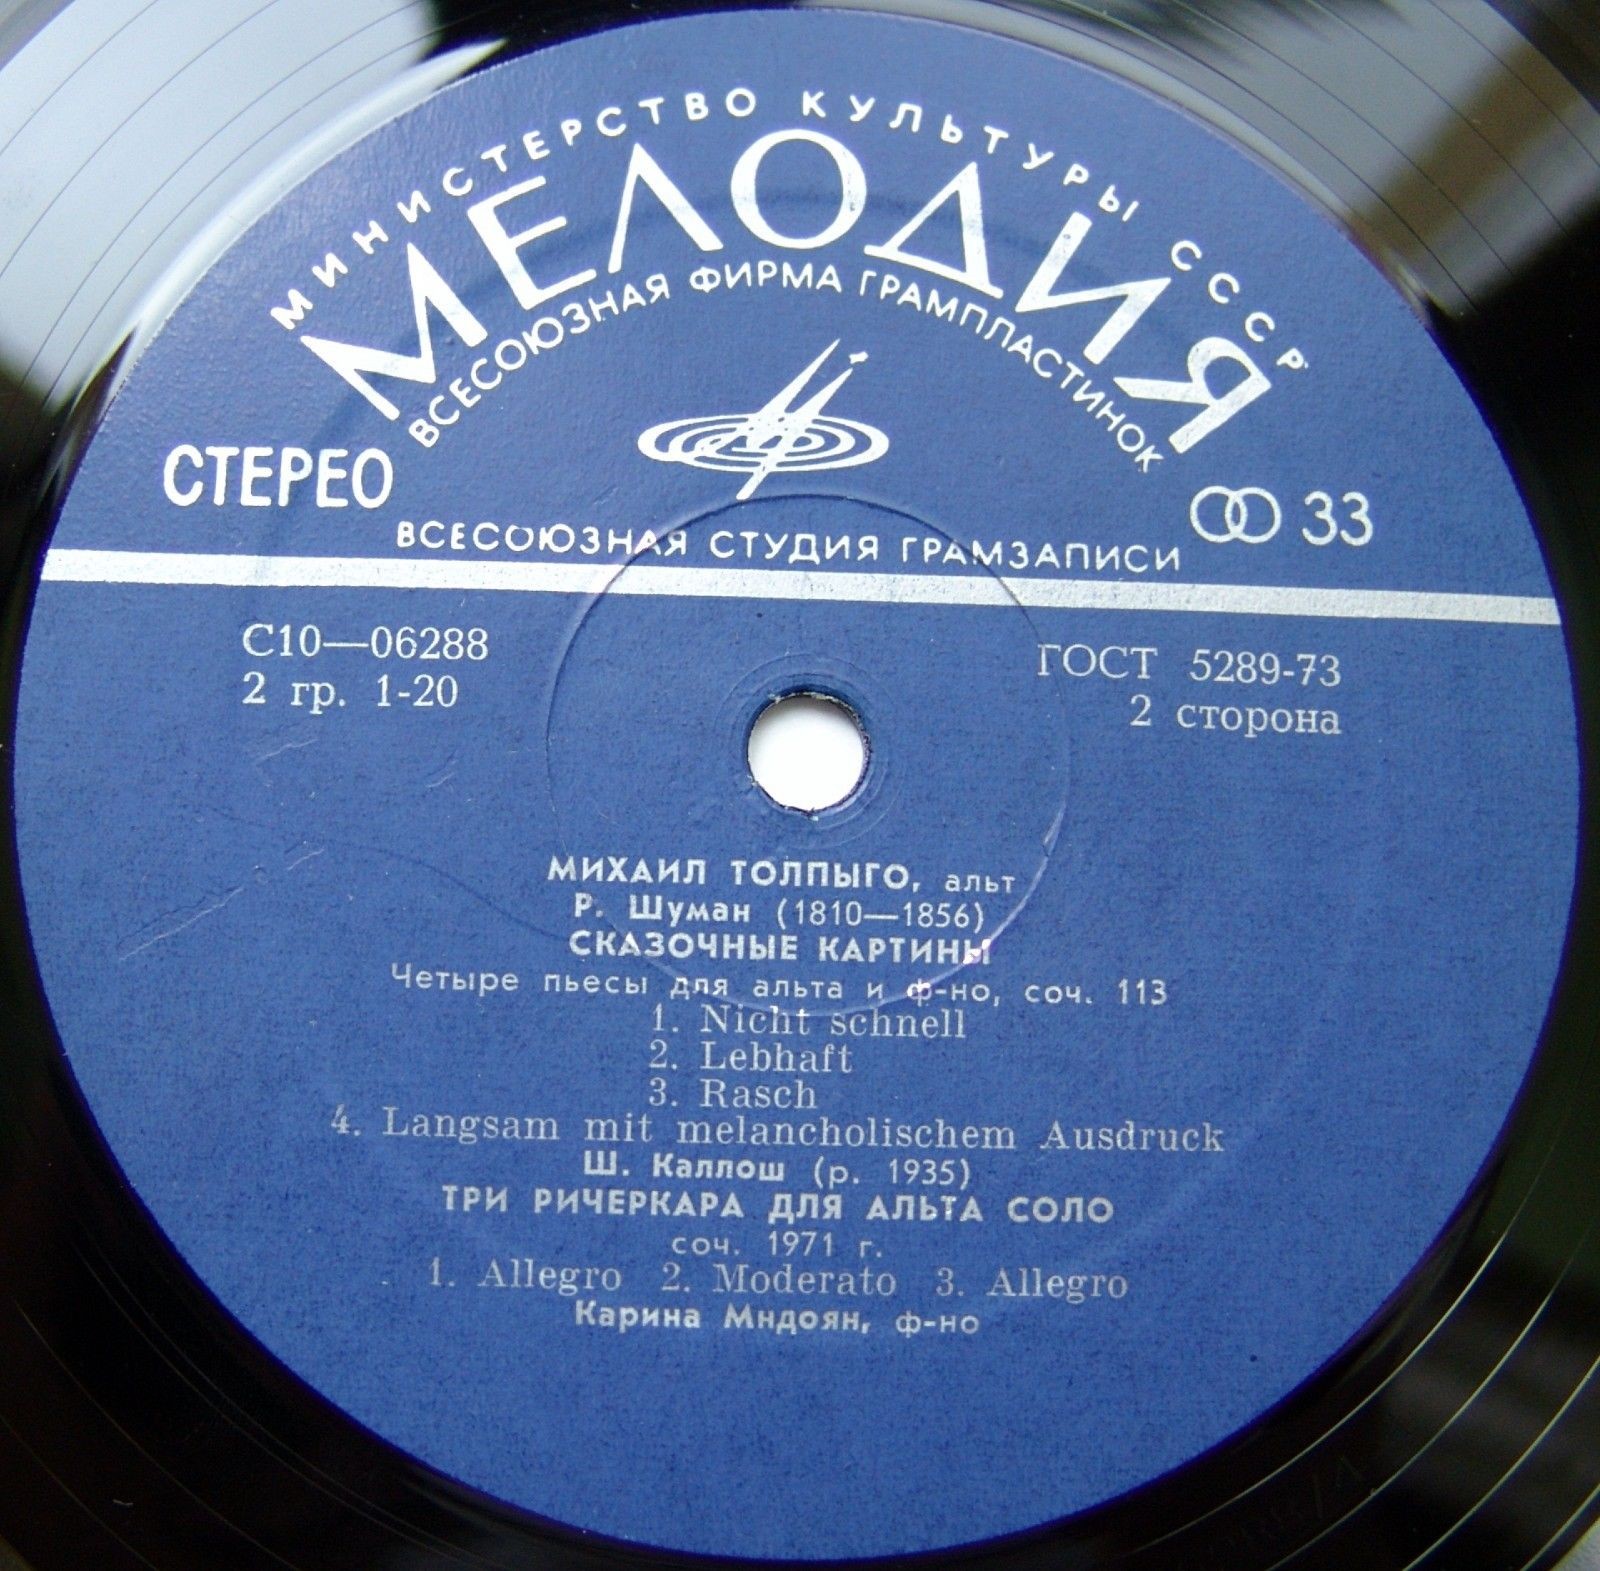 МИНИСТЕРСТВО КУЛЬТУРЫ СССР
МЕЛОДИЯ
ВСЕСОЮЗНАЯ ФИРМА ГРАМПЛАСТИНОК
СТЕРЕО
33
ВСЕСОЮЗНАЯ СТУДИЯ ГРАМЗАПИСИ
С10—06288
2 гр. 1-20
ГОСТ 5289-73
2 сторона
МИХАИЛ ТОЛПЫГО, альт
Р. Шуман (1810—1856)
СКАЗОЧНЫЕ КАРТИНЫ
Четыре пьесы для альта и ф-но, соч. 113
1. Nicht schnell
2. Lebhaft
3. Rasch
4. Langsam mit melancholischem Ausdruck
Ш. Каллош (р. 1935)
ТРИ РИЧЕРКАРА ДЛЯ АЛЬТА СОЛО
соч. 1971 г.
1. Allegro 2. Moderato 3. Allegro
Карина Мндоян, ф-но